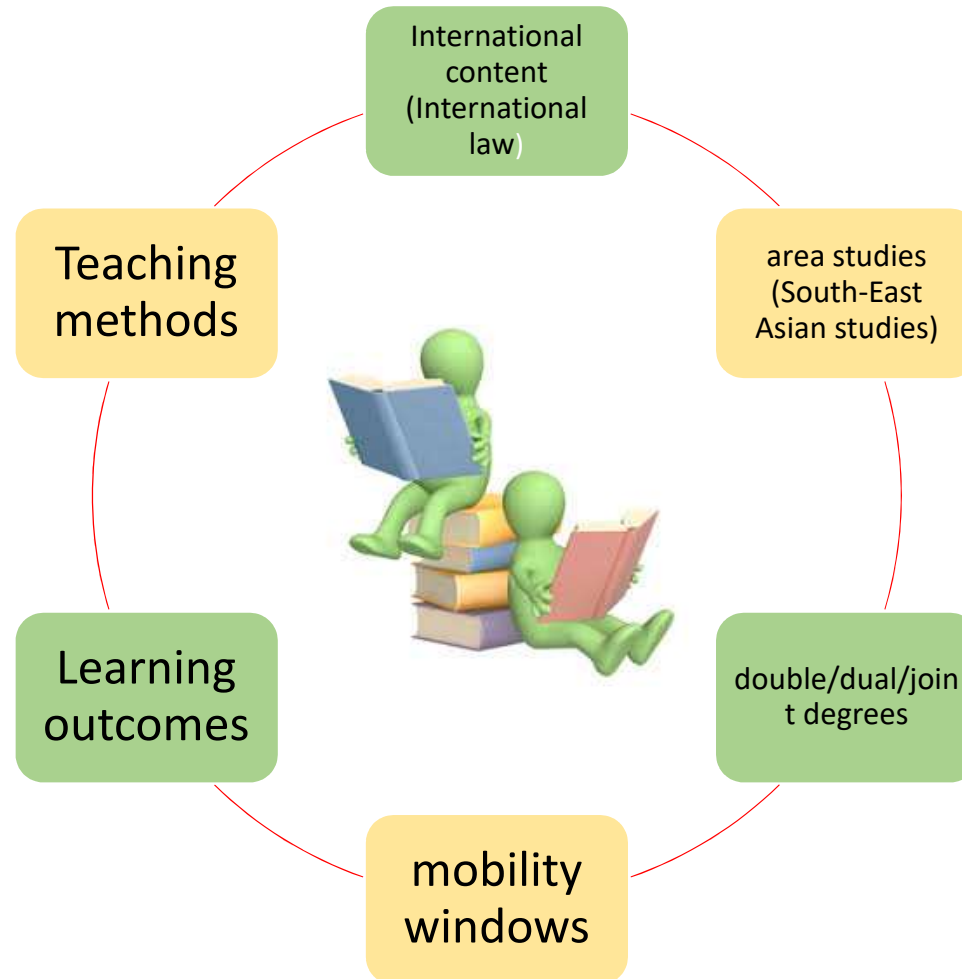 International
content
(International
law)
area studies
(South-East
Asian studies)
double/dual/join
t degrees
mobility
windows
Learning
outcomes
Teaching
methods